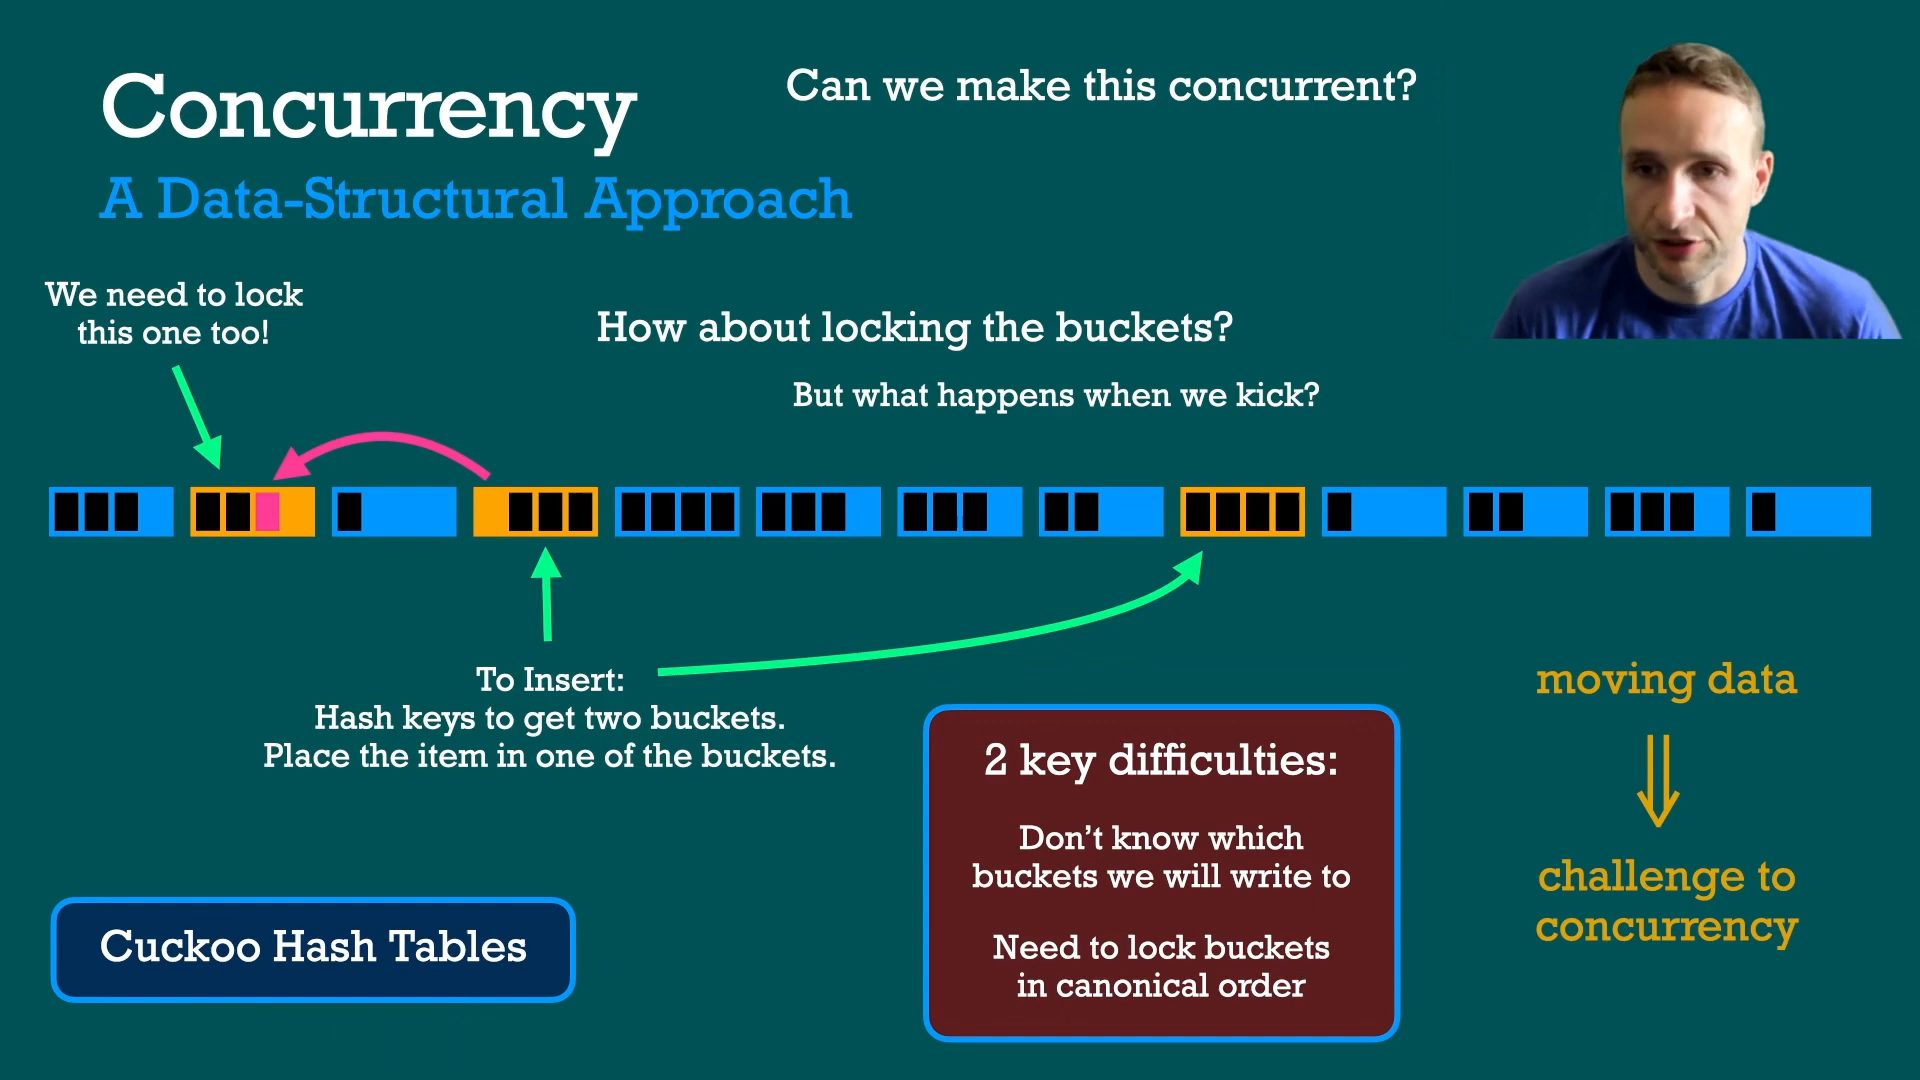 Concurrency
A Data-Structural Approach
Can we make this concurrent?
We need to lock
this one too!
How about locking the buckets?
But what happens when we kick?
To Insert:
Hash keys to get two buckets.
Place the item in one of the buckets.
2 key difficulties:
Don't know which
buckets we will write to
Need to lock buckets
in canonical order
moving data
challenge to
concurrency
Cuckoo Hash Tables